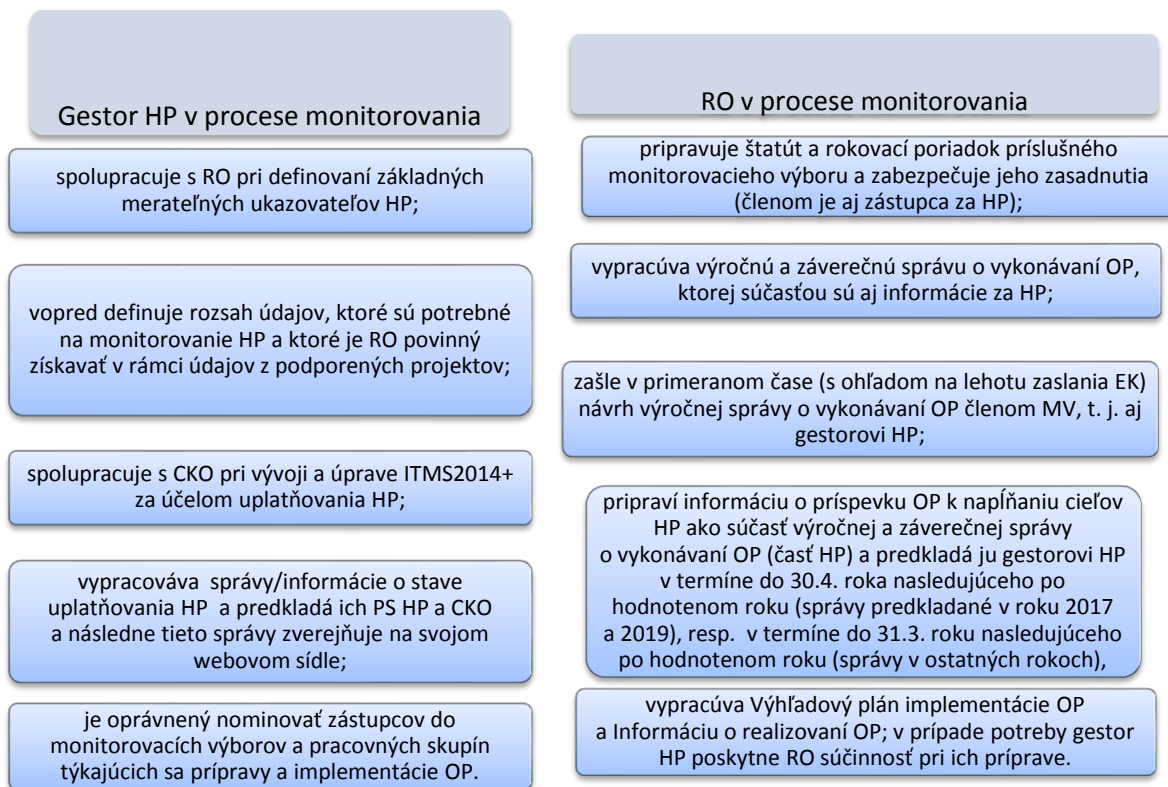 Gestor HP v procese monitorovania
spolupracuje s RO pri definovaní základných
merateľných ukazovateľov HP;
vopred definuje rozsah údajov, ktoré sú potrebné
na monitorovanie HP a ktoré je RO povinný
získavať v rámci údajov z podporených projektov;
spolupracuje s CKO pri vývoji a úprave ITMS2014+
za účelom uplatňovania HP;
vypracováva správy/informácie o stave
uplatňovania HP a predkladá ich PS HP a CKO
a následne tieto správy zverejňuje na svojom
webovom sídle;
je oprávnený nominovať zástupcov do
monitorovacích výborov a pracovných skupín
týkajúcich sa prípravy a implementácie OP.
RO v procese monitorovania
pripravuje štatút a rokovací poriadok príslušného
monitorovacieho výboru a zabezpečuje jeho zasadnutia
(členom je aj zástupca za HP);
vypracúva výročnú a záverečnú správu o vykonávaní OP,
ktorej súčasťou sú aj informácie za HP;
zašle v primeranom čase (s ohľadom na lehotu zaslania EK)
návrh výročnej správy o vykonávaní OP členom MV, t. j. aj
gestorovi HP;
pripraví informáciu o príspevku OP k napĺňaniu cieľov
HP ako súčasť výročnej a záverečnej správy
o vykonávaní OP (časť HP) a predkladá ju gestorovi HP
v termíne do 30.4. roka nasledujúceho po
hodnotenom roku (správy predkladané v roku 2017
a 2019), resp. v termíne do 31.3. roku nasledujúceho
po hodnotenom roku (správy v ostatných rokoch),
vypracúva Výhľadový plán implementácie OP
a Informáciu o realizovaní OP; v prípade potreby gestor
HP poskytne RO súčinnosť pri ich príprave.